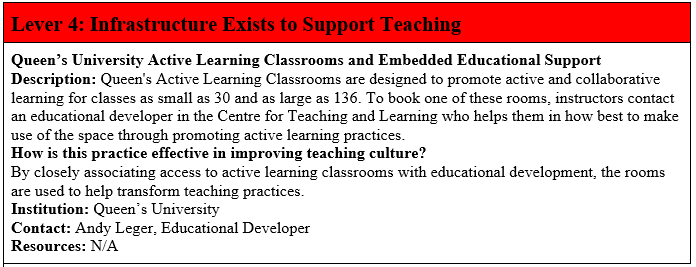 Lever 4: Infrastructure Exists to Support Teaching
Queen’s University Active Learning Classrooms and Embedded Educational Support
Description: Queen's Active Learning Classrooms are designed to promote active and collaborative
learning for classes as small as 30 and as large as 136. To book one of these rooms, instructors contact
an educational developer in the Centre for Teaching and Learning who helps them in how best to make
use of the space through promoting active learning practices.
How is this practice effective in improving teaching culture?
By closely associating access to active learning classrooms with educational development, the rooms
are used to help transform teaching practices.
Institution: Queen’s University
Contact: Andy Leger, Educational Developer
Resources: N/A